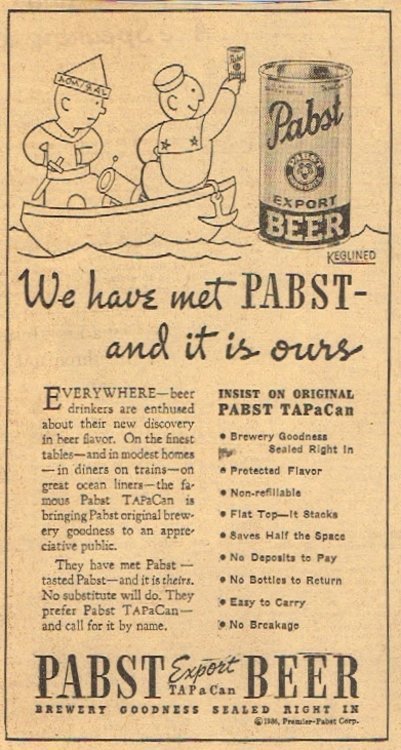 ADMIRAL
Pabst
EXPORT
BEER
KEGLINED
We have met PABST-
and it is ours
EVERYWHERE—beer
drinkers are enthused
about their new discovery
in beer flavor. On the finest
tables—and in modest homes
—in diners on trains—on
great ocean liners—the fa-
mous Pabst TAPaCan is
bringing Pabst original brew-
ery goodness to an appre-
ciative public.
They have met Pabst—
tasted Pabst—and it is theirs.
No substitute will do. They
prefer Pabst TAPaCan—
and call for it by name.
INSIST ON ORIGINAL
PABST TAPaCan
• Brewery Goodness
Sealed Right In
• Protected Flavor
• Non-refillable
• Flat Top—It Stacks
• Saves Half the Space
• No Deposits to Pay
• No Bottles to Return
• Easy to Carry
• No Breakage
PABST Export TAPaCan BEER
BREWERY GOODNESS SEALED RIGHT IN
©1936, Premier-Pabst Corp.